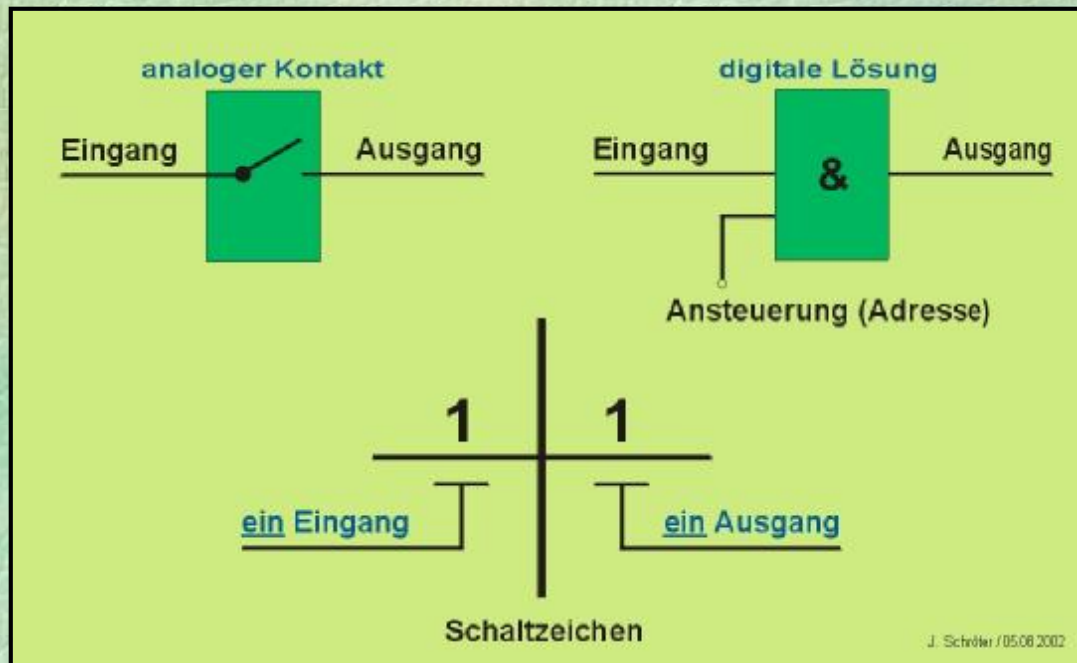 analoger Kontakt
digitale Lösung
Eingang
Ausgang
Eingang
&
Ausgang
Ansteuerung (Adresse)
1
1
ein Eingang
ein Ausgang
Schaltzeichen
J. Schröter / 05.08.2002